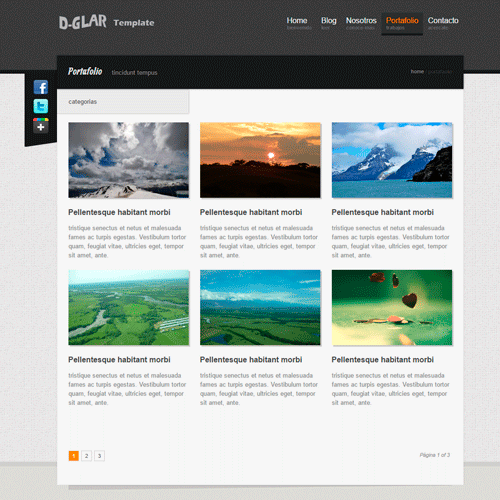 D-GLAR Template
Home Blog Nosotros Portafolio Contacto
Portafolio tincidunt tempus
home
categorías
Pellentesque habitant morbi
tristique senectus et netus et malesuada
fames ac turpis egestas. Vestibulum tortor
quam, feugiat vitae, ultricies eget, tempor
sit amet, ante.
Pellentesque habitant morbi
tristique senectus et netus et malesuada
fames ac turpis egestas. Vestibulum tortor
quam, feugiat vitae, ultricies eget, tempor
sit amet, ante.
Pellentesque habitant morbi
tristique senectus et netus et malesuada
fames ac turpis egestas. Vestibulum tortor
quam, feugiat vitae, ultricies eget, tempor
sit amet, ante.
Pellentesque habitant morbi
tristique senectus et netus et malesuada
fames ac turpis egestas. Vestibulum tortor
quam, feugiat vitae, ultricies eget, tempor
sit amet, ante.
Pellentesque habitant morbi
tristique senectus et netus et malesuada
fames ac turpis egestas. Vestibulum tortor
quam, feugiat vitae, ultricies eget, tempor
sit amet, ante.
Pellentesque habitant morbi
tristique senectus et netus et malesuada
fames ac turpis egestas. Vestibulum tortor
quam, feugiat vitae, ultricies eget, tempor
sit amet, ante.
1 2 3
Página 1 of 3